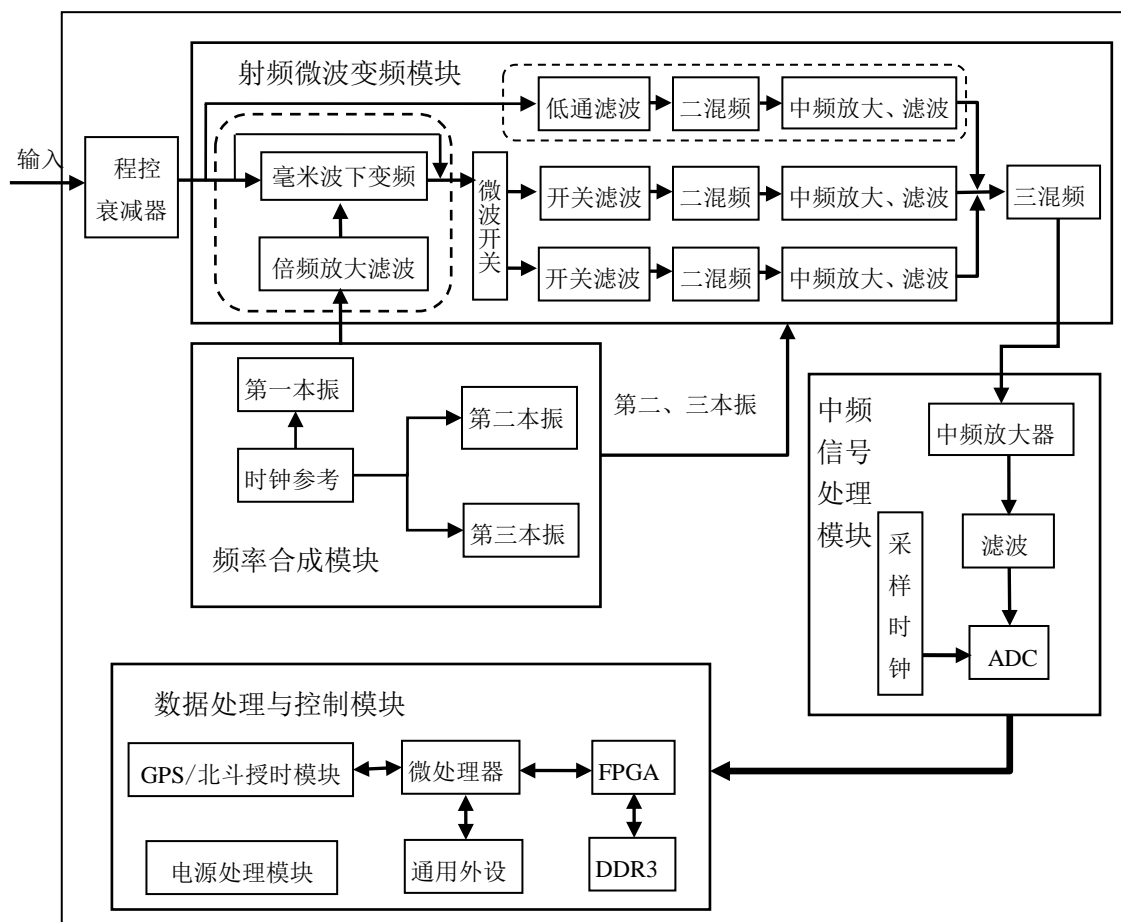 射频微波变频模块
低通滤波
二混频
中频放大、滤波
输入
程控
衰减器
毫米波下变频
微波开关
开关滤波
二混频
中频放大、滤波
三混频
倍频放大滤波
开关滤波
二混频
中频放大、滤波
第一本振
第二本振
时钟参考
第三本振
频率合成模块
第二、三本振
中频
信号
处理
模块
中频放大器
滤波
采样时钟
ADC
数据处理与控制模块
GPS/北斗授时模块
微处理器
FPGA
电源处理模块
通用外设
DDR3